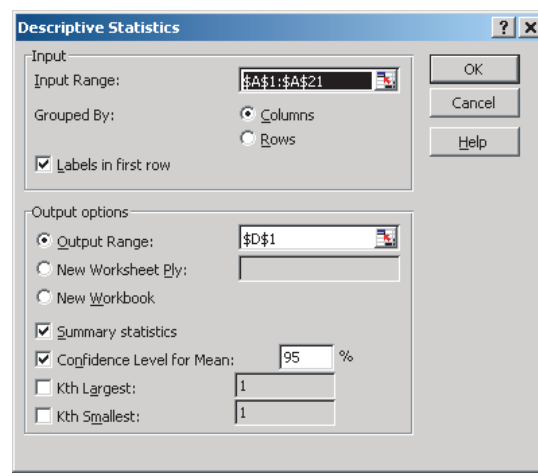 Descriptive Statistics
Input
Input Range: $A$1:$A$21
Grouped By: Columns
Rows
Labels in first row
OK
Cancel
Help
Output options
Output Range: $D$1
New Worksheet Ply:
New Workbook
Summary statistics
Confidence Level for Mean: 95 %
Kth Largest: 1
Kth Smallest: 1